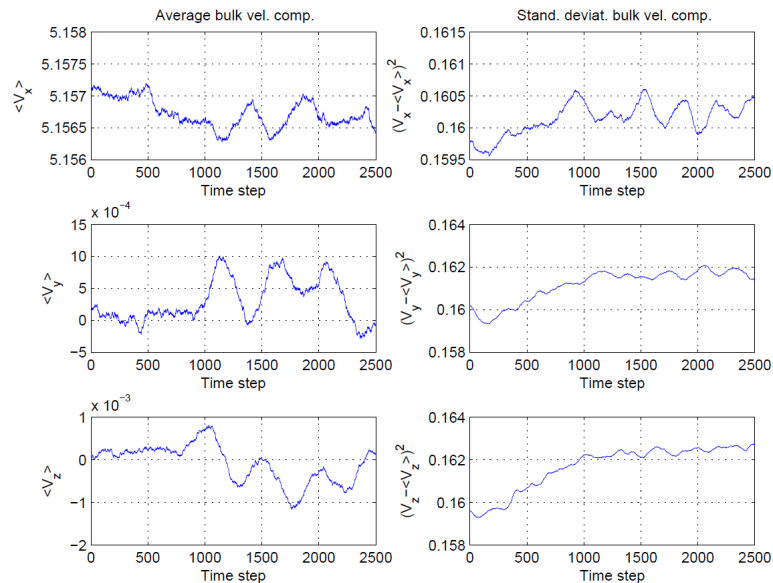 Average bulk vel. comp.
Stand. deviat. bulk vel. comp.
5.158
5.1575
5.157
5.1565
5.156
<Vx>
0 500 1000 1500 2000 2500
Time step
0.1615
0.161
0.1605
0.16
0.1595
(Vx-<Vx>)²
0 500 1000 1500 2000 2500
Time step
x 10⁻⁴
15
10
5
0
−5
<Vy>
0 500 1000 1500 2000 2500
Time step
0.164
0.162
0.16
0.158
(Vy-<Vy>)²
0 500 1000 1500 2000 2500
Time step
x 10⁻³
1
0
−1
−2
<Vz>
0 500 1000 1500 2000 2500
Time step
0.164
0.162
0.16
0.158
(Vz-<Vz>)²
0 500 1000 1500 2000 2500
Time step